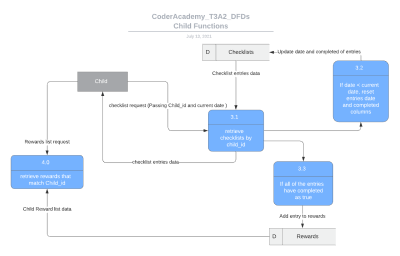 CoderAcademy_T3A2_DFDs
Child Functions
July 13, 2021
D
Checklists
Update date and completed of entries
Checklist entries data
3.2
If date < current
date, reset
entries date
and completed
columns
Child
checklist request (Passing Child_id and current date )
3.1
retrieve
checklists by
child_id
Rewards list request
checklist entries data
4.0
retrieve rewards that
match Child_id
3.3
If all of the entries
have completed
as true
Child Reward list data
Add entry to rewards
D
Rewards